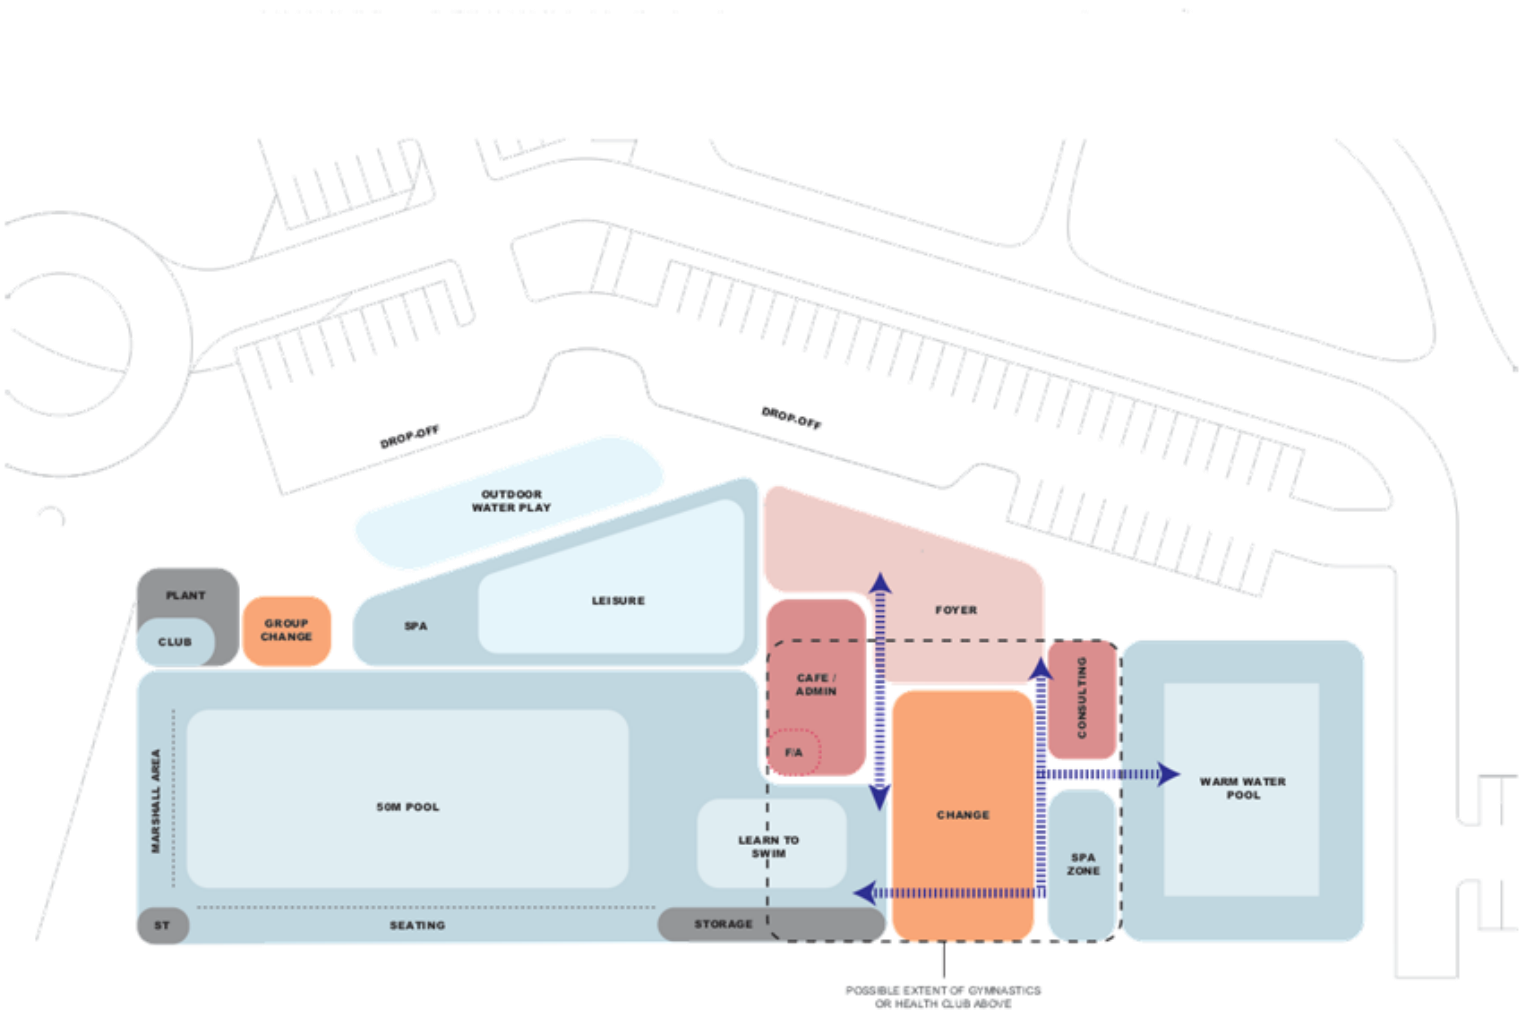 DROP-OFF
DROP-OFF
OUTDOOR
WATER PLAY
PLANT
CLUB
GROUP
CHANGE
SPA
LEISURE
FOYER
CAFE /
ADMIN
F/A
CONSULTING
MARSHALL AREA
50M POOL
LEARN TO
SWIM
CHANGE
SPA
ZONE
WARM WATER
POOL
ST
SEATING
STORAGE
POSSIBLE EXTENT OF GYMNASTICS
OR HEALTH CLUB ABOVE